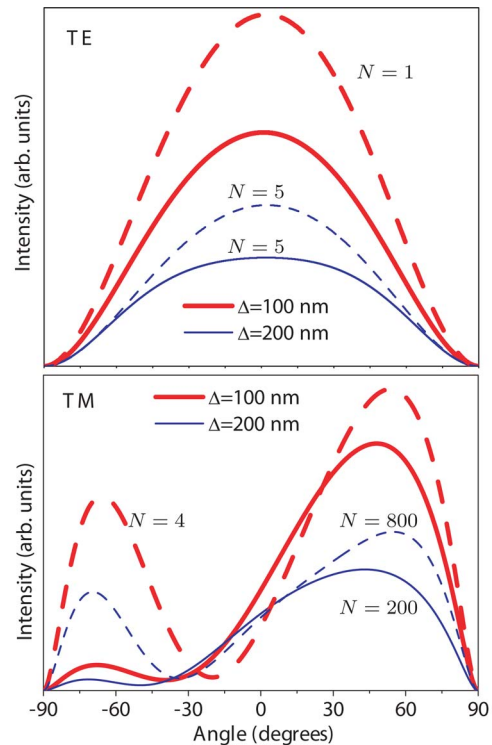 TE
N = 1
Intensity (arb. units)
N = 5
N = 5
Δ=100 nm
Δ=200 nm
TM
Δ=100 nm
Δ=200 nm
Intensity (arb. units)
N = 4
N = 800
N = 200
-90 -60 -30 0 30 60 90
Angle (degrees)